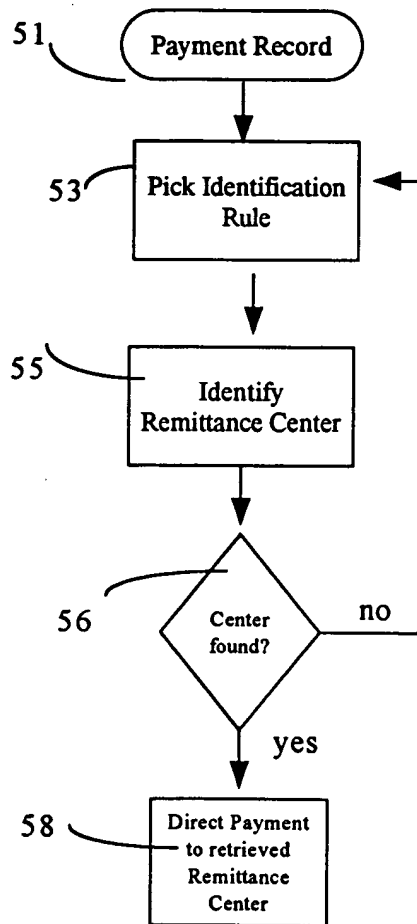 51
Payment Record
53
Pick Identification
Rule
55
Identify
Remittance Center
56
Center
found?
no
yes
58
Direct Payment
to retrieved
Remittance
Center